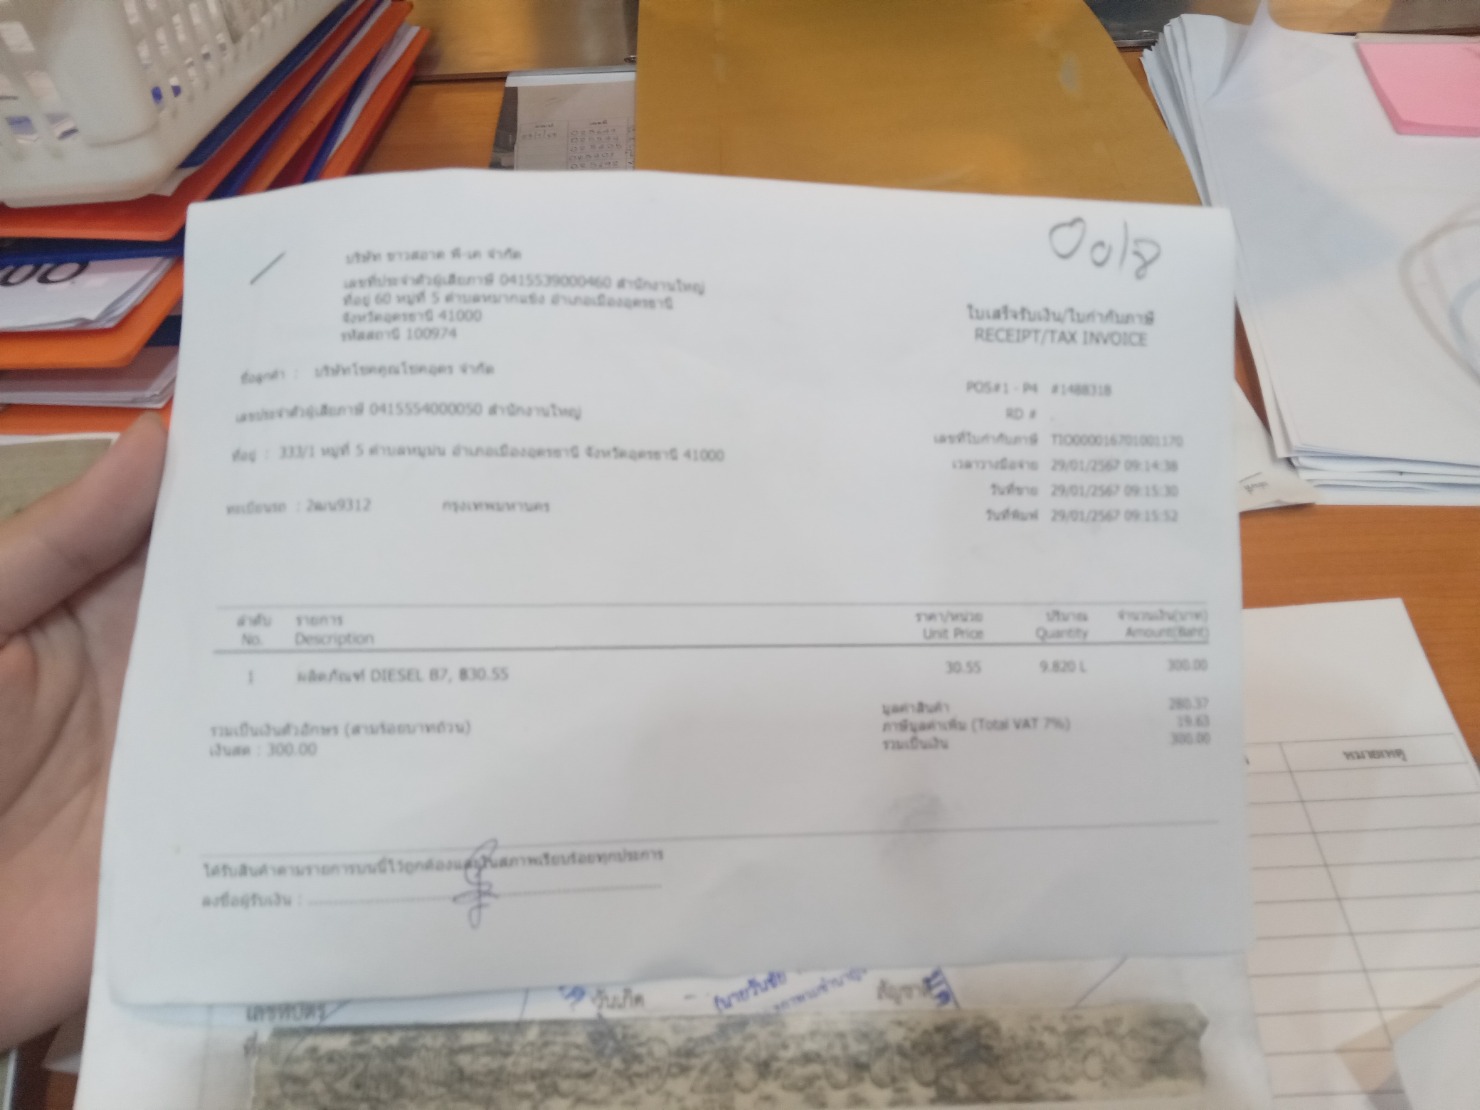 บริษัท ชาวสอาด พี-เค จำกัด
เลขที่ประจำตัวผู้เสียภาษี 0415539000460 สำนักงานใหญ่
ที่อยู่ 60 หมู่ที่ 5 ตำบลหมากแข้ง อำเภอเมืองอุดรธานี
จังหวัดอุดรธานี 41000
รหัสสถานี 100974
ใบเสร็จรับเงิน/ใบกำกับภาษี
RECEIPT/TAX INVOICE
ชื่อลูกค้า : บริษัทโชคคูณโชคอุดร จำกัด
เลขประจำตัวผู้เสียภาษี 0415554000050 สำนักงานใหญ่
ที่อยู่ : 333/1 หมู่ที่ 5 ตำบลหมูม่น อำเภอเมืองอุดรธานี จังหวัดอุดรธานี 41000
ทะเบียนรถ : 2ฒน9312 กรุงเทพมหานคร
POS#1 - P4 #1488318
RD # .
เลขที่ใบกำกับภาษี TIO000016701001170
เวลาวางมือจ่าย 29/01/2567 09:14:38
วันที่ขาย 29/01/2567 09:15:30
วันที่พิมพ์ 29/01/2567 09:15:52
ลำดับ รายการ ราคา/หน่วย ปริมาณ จำนวนเงิน(บาท)
No. Description Unit Price Quantity Amount(Baht)
1 ผลิตภัณฑ์ DIESEL B7, ฿30.55 30.55 9.820 L 300.00
มูลค่าสินค้า 280.37
รวมเป็นเงินตัวอักษร (สามร้อยบาทถ้วน) ภาษีมูลค่าเพิ่ม (Total VAT 7%) 19.63
เงินสด : 300.00 รวมเป็นเงิน 300.00
ได้รับสินค้าตามรายการบนนี้ไว้ถูกต้องและในสภาพเรียบร้อยทุกประการ
ลงชื่อผู้รับเงิน :
หมายเหตุ
วันเกิด
สัญชาติ
เลขที่บัตร